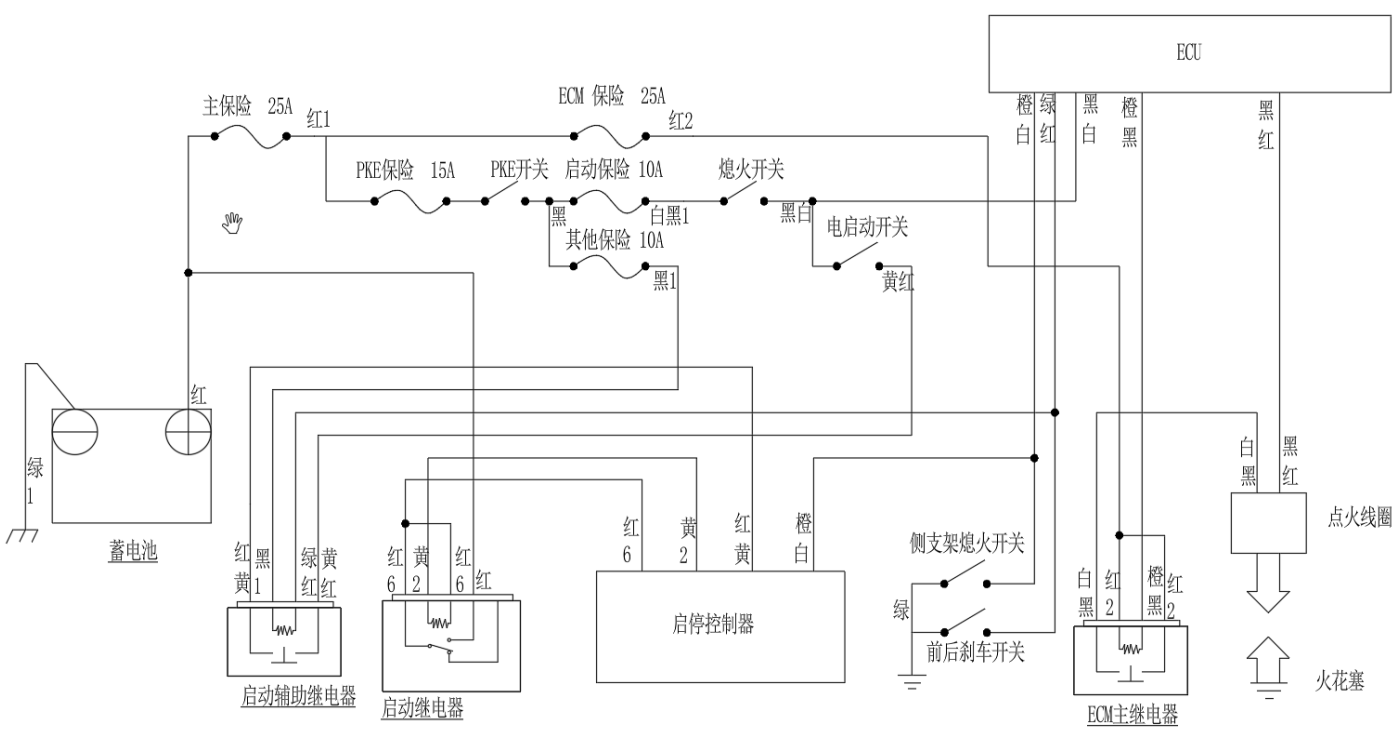 ECU
主保险 25A
红1
ECM 保险 25A
红2
橙白
绿红
黑白
橙黑
黑红
PKE保险 15A
PKE开关
启动保险 10A
熄火开关
黑
白黑1
黑白
其他保险 10A
电启动开关
黑1
黄红
红
绿1
蓄电池
白黑
黑红
点火线圈
红6
黄2
红黄
橙白
红黄
黑1
绿红
黄红
红6
黄2
红6
红
侧支架熄火开关
绿
前后刹车开关
启停控制器
白黑
红2
橙黑
红2
启动辅助继电器
启动继电器
ECM主继电器
火花塞